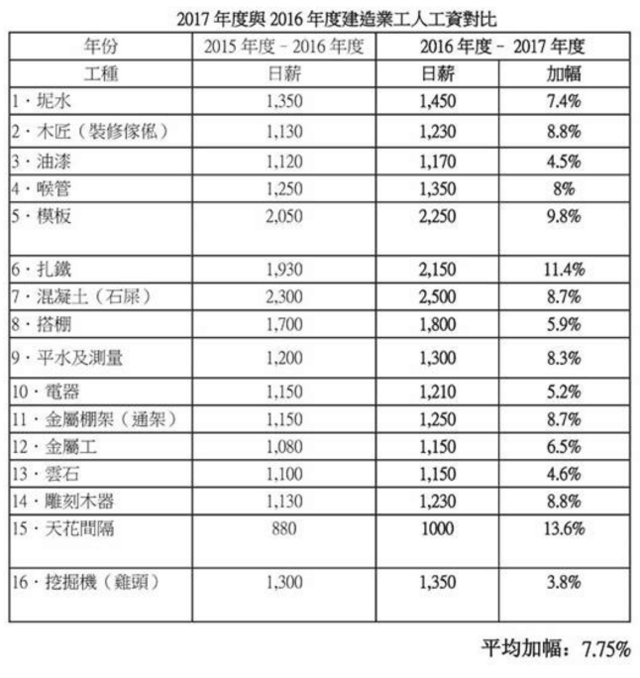 2017 年度與 2016 年度建造業工人工資對比
年份 2015 年度 - 2016 年度 2016 年度 - 2017 年度
工種 日薪 日薪 加幅
1．坭水 1,350 1,450 7.4%
2．木匠（裝修傢俬） 1,130 1,230 8.8%
3．油漆 1,120 1,170 4.5%
4．喉管 1,250 1,350 8%
5．模板 2,050 2,250 9.8%
6．扎鐵 1,930 2,150 11.4%
7．混凝土（石屎） 2,300 2,500 8.7%
8．搭棚 1,700 1,800 5.9%
9．平水及測量 1,200 1,300 8.3%
10．電器 1,150 1,210 5.2%
11．金屬棚架（通架） 1,150 1,250 8.7%
12．金屬工 1,080 1,150 6.5%
13．雲石 1,100 1,150 4.6%
14．雕刻木器 1,130 1,230 8.8%
15．天花間隔 880 1000 13.6%
16．挖掘機（雞頭） 1,300 1,350 3.8%
平均加幅：7.75%